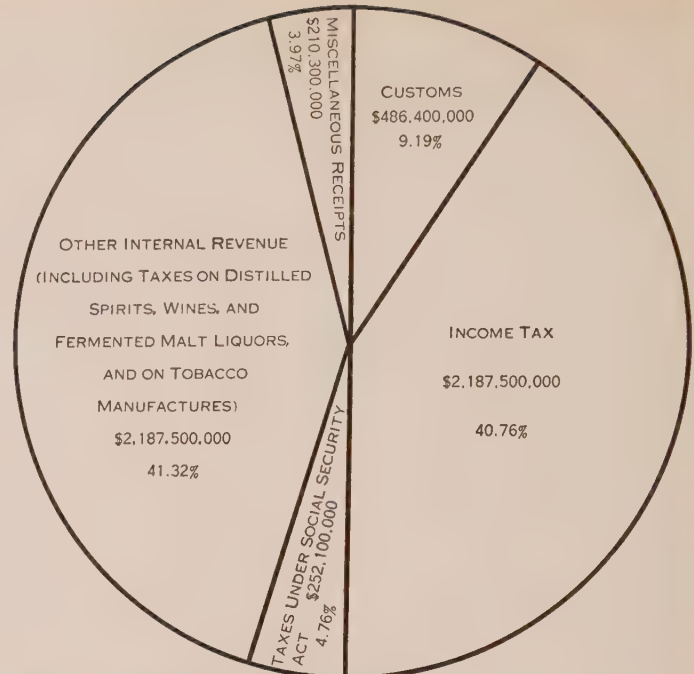 MISCELLANEOUS RECEIPTS
$210,300,000
3.97%
CUSTOMS
$486,400,000
9.19%
INCOME TAX
$2,187,500,000
40.76%
TAXES UNDER SOCIAL SECURITY
ACT $252,100,000
4.76%
OTHER INTERNAL REVENUE
(INCLUDING TAXES ON DISTILLED
SPIRITS, WINES, AND
FERMENTED MALT LIQUORS,
AND ON TOBACCO
MANUFACTURES)
$2,187,500,000
41.32%